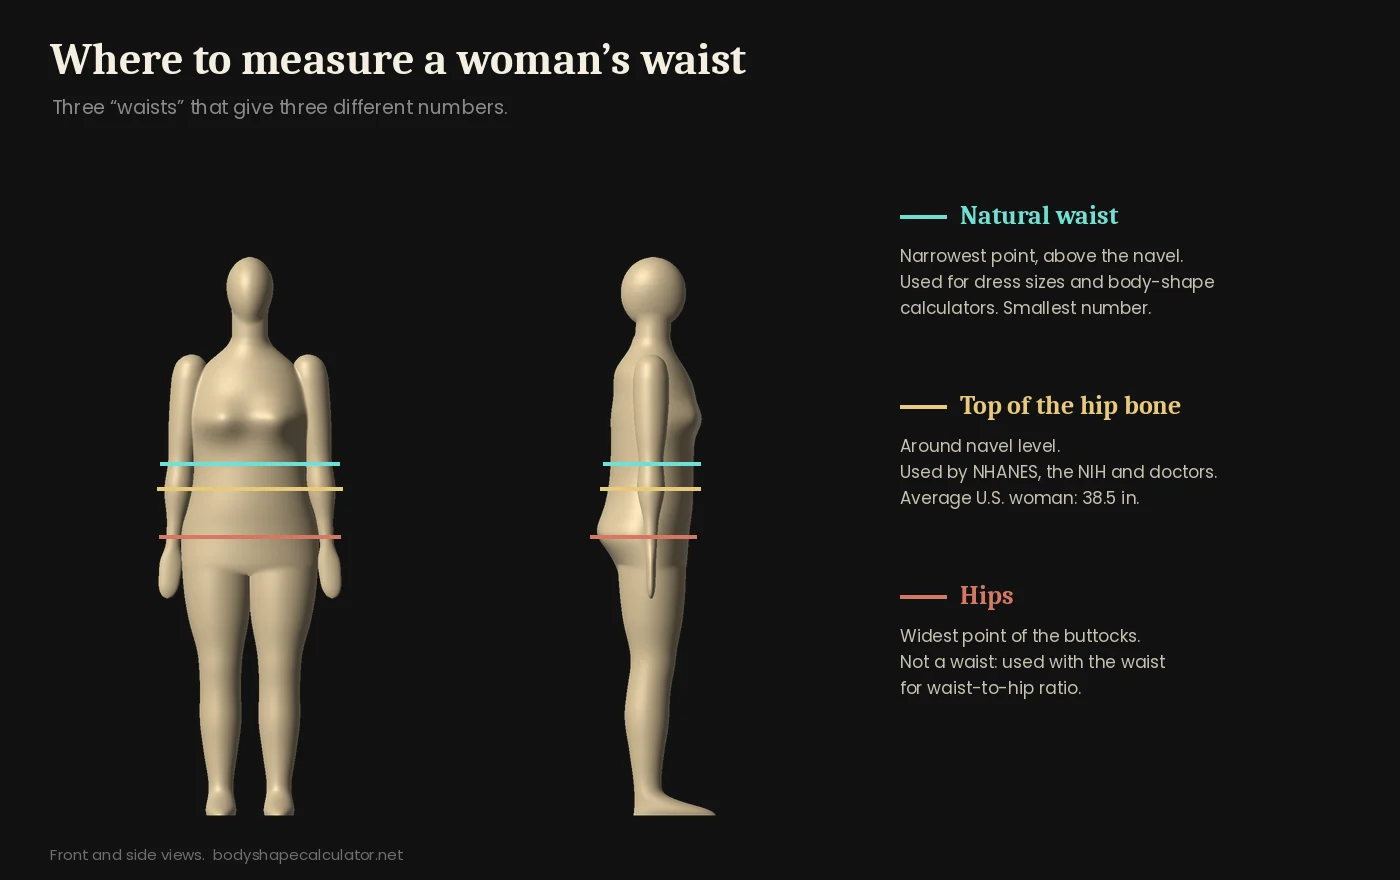 Where to measure a woman’s waist
Three “waists” that give three different numbers.
Natural waist
Narrowest point, above the navel.
Used for dress sizes and body-shape
calculators. Smallest number.
Top of the hip bone
Around navel level.
Used by NHANES, the NIH and doctors.
Average U.S. woman: 38.5 in.
Hips
Widest point of the buttocks.
Not a waist: used with the waist
for waist-to-hip ratio.
Front and side views. bodyshapecalculator.net